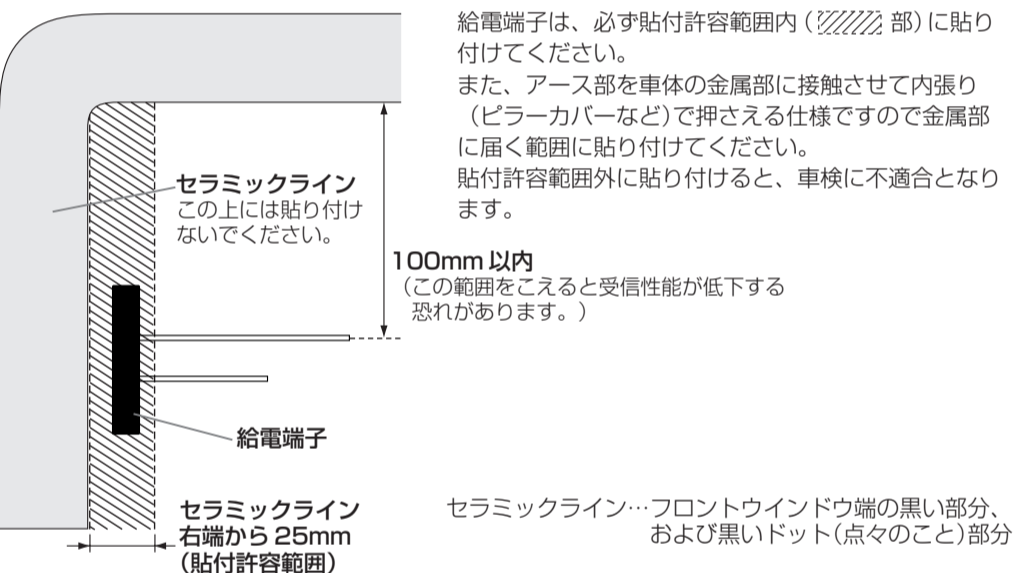 給電端子は、必ず貼付許容範囲内( 部)に貼り
付けてください。
また、アース部を車体の金属部に接触させて内張り
(ピラーカバーなど)で押さえる仕様ですので金属部
に届く範囲に貼り付けてください。
貼付許容範囲外に貼り付けると、車検に不適合となり
ます。
セラミックライン
この上には貼り付け
ないでください。
100mm以内
(この範囲をこえると受信性能が低下する
恐れがあります。)
給電端子
セラミックライン
右端から25mm
(貼付許容範囲)
セラミックライン…フロントウインドウ端の黒い部分、
および黒いドット(点々のこと)部分